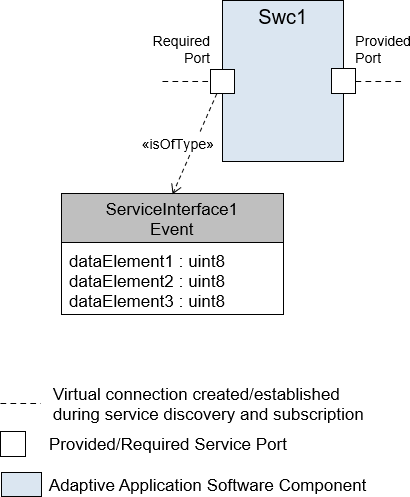 Swc1
Required
Port
Provided
Port
«isOfType»
ServiceInterface1
Event
dataElement1 : uint8
dataElement2 : uint8
dataElement3 : uint8
Virtual connection created/established
during service discovery and subscription
Provided/Required Service Port
Adaptive Application Software Component